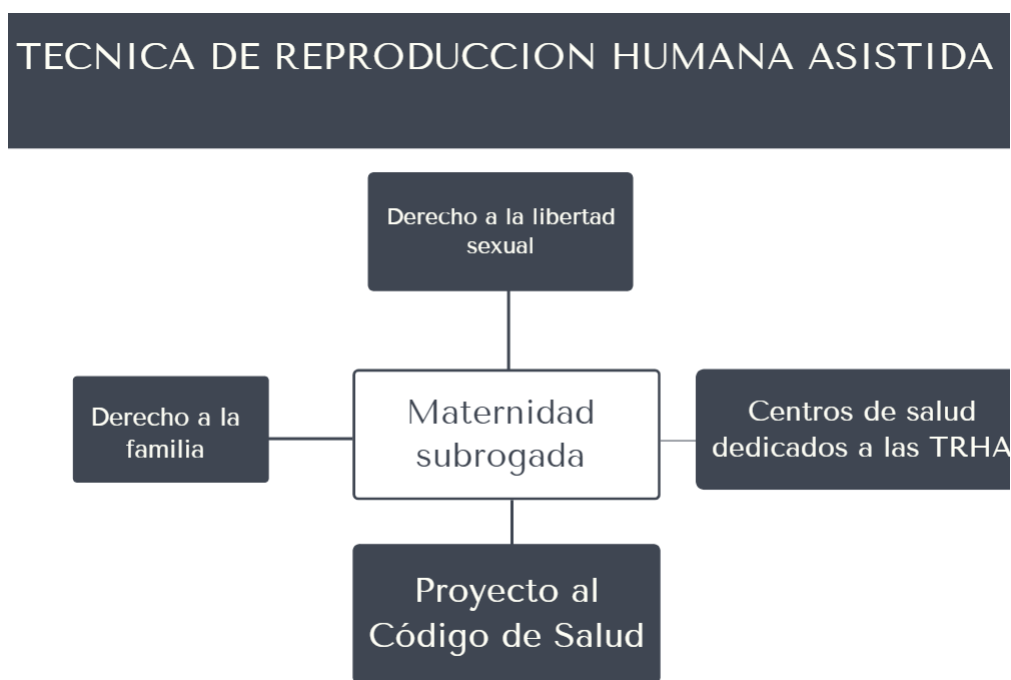 TECNICA DE REPRODUCCION HUMANA ASISTIDA
Derecho a la libertad
sexual
Derecho a la
familia
Maternidad
subrogada
Centros de salud
dedicados a las TRHA
Proyecto al
Código de Salud